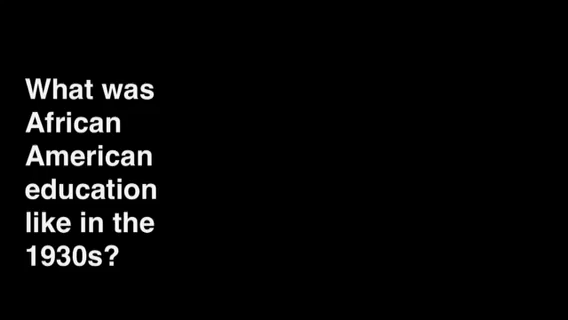 What was
African
American
education
like in the
1930s?